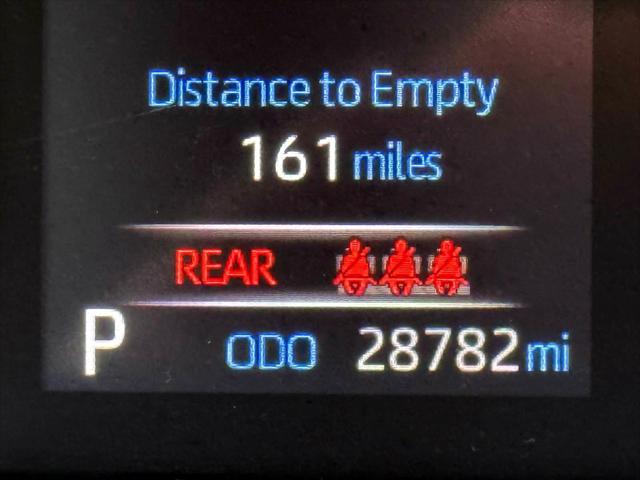 Distance to Empty
161 miles
REAR
P ODO 28782 mi